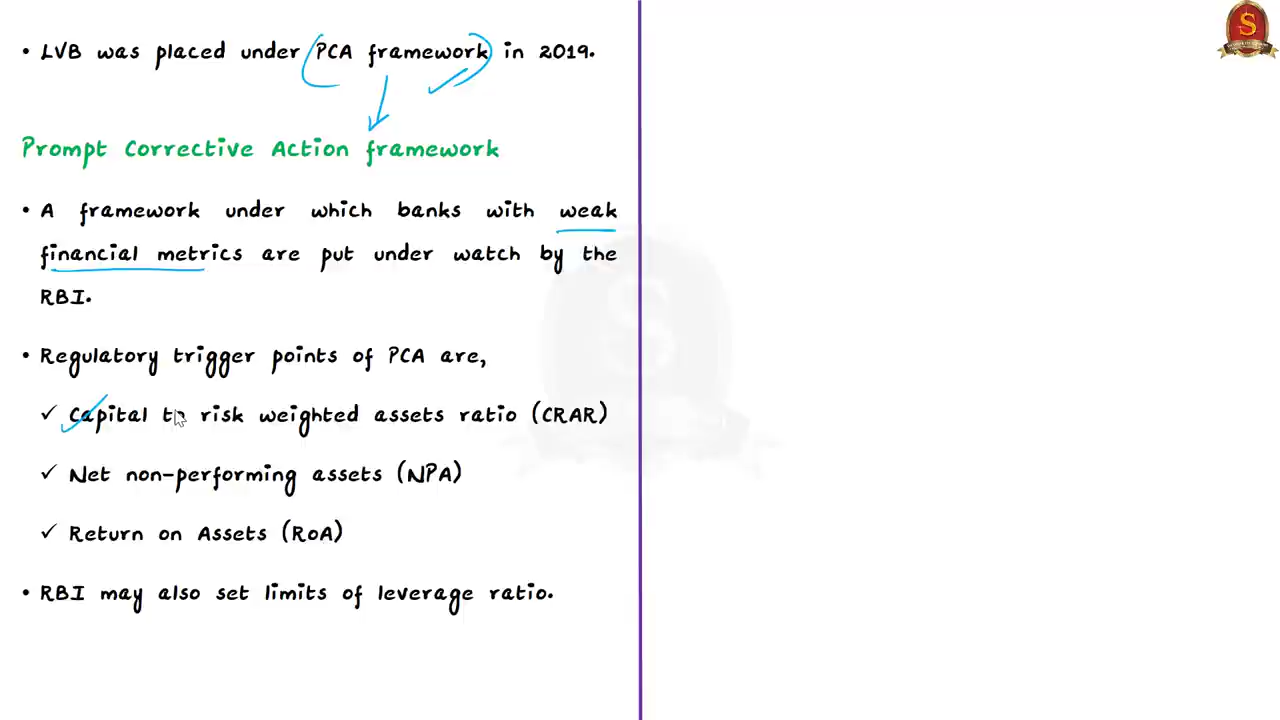 • LVB was placed under PCA framework in 2019.
Prompt Corrective Action framework
• A framework under which banks with weak
financial metrics are put under watch by the
RBI.
• Regulatory trigger points of PCA are,
✓ Capital to risk weighted assets ratio (CRAR)
✓ Net non-performing assets (NPA)
✓ Return on Assets (RoA)
• RBI may also set limits of leverage ratio.
S